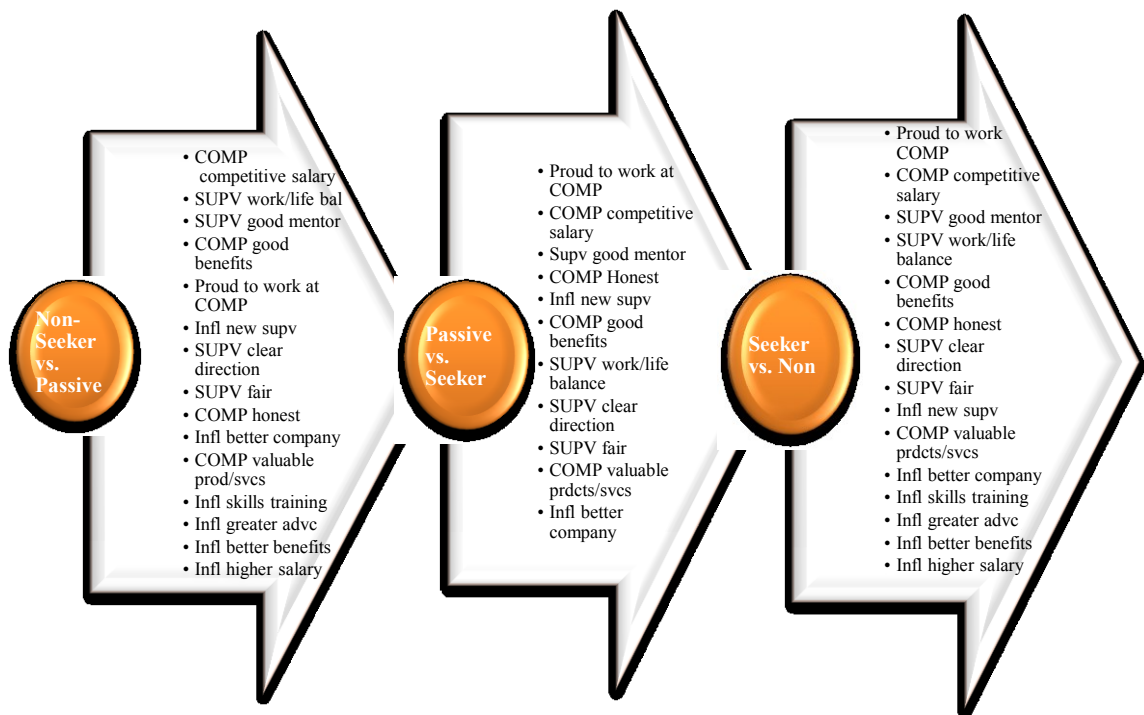 Non-
Seeker
vs.
Passive
• COMP
competitive salary
• SUPV work/life bal
• SUPV good mentor
• COMP good
benefits
• Proud to work at
COMP
• Infl new supv
• SUPV clear
direction
• SUPV fair
• COMP honest
• Infl better company
• COMP valuable
prod/svcs
• Infl skills training
• Infl greater advc
• Infl better benefits
• Infl higher salary
Passive
vs.
Seeker
• Proud to work at
COMP
• COMP competitive
salary
• Supv good mentor
• COMP Honest
• Infl new supv
• COMP good
benefits
• SUPV work/life
balance
• SUPV clear
direction
• SUPV fair
• COMP valuable
prdcts/svcs
• Infl better
company
Seeker
vs. Non
• Proud to work
COMP
• COMP competitive
salary
• SUPV good mentor
• SUPV work/life
balance
• COMP good
benefits
• COMP honest
• SUPV clear
direction
• SUPV fair
• Infl new supv
• COMP valuable
prdcts/svcs
• Infl better company
• Infl skills training
• Infl greater advc
• Infl better benefits
• Infl higher salary